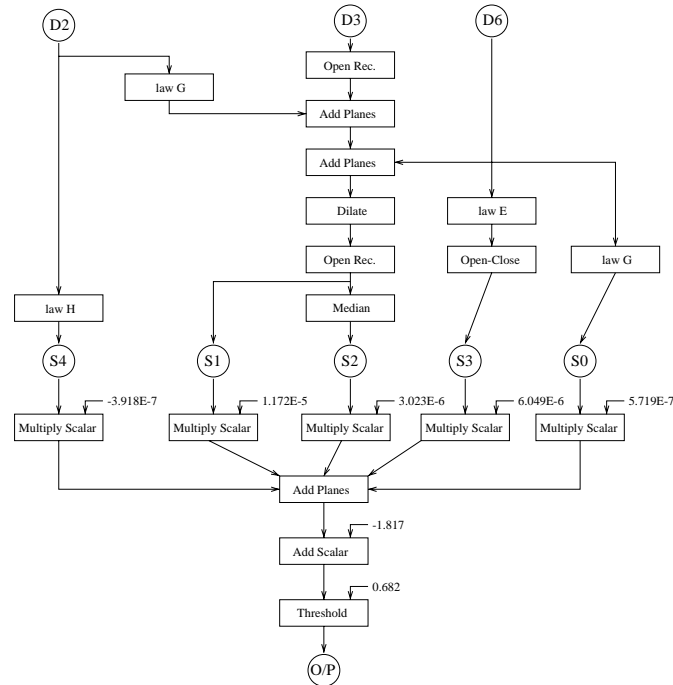 D2
D3
D6
Open Rec.
law G
Add Planes
Add Planes
Dilate
law E
Open Rec.
Open-Close
law G
law H
Median
S4
S1
S2
S3
S0
-3.918E-7
1.172E-5
3.023E-6
6.049E-6
5.719E-7
Multiply Scalar
Multiply Scalar
Multiply Scalar
Multiply Scalar
Multiply Scalar
Add Planes
-1.817
Add Scalar
0.682
Threshold
O/P